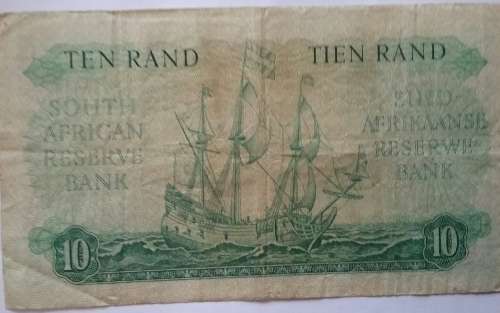 TEN RAND
TIEN RAND
SOUTH
AFRICAN
RESERVE
BANK
SUID-
AFRIKAANSE
RESERWE-
BANK
10
10